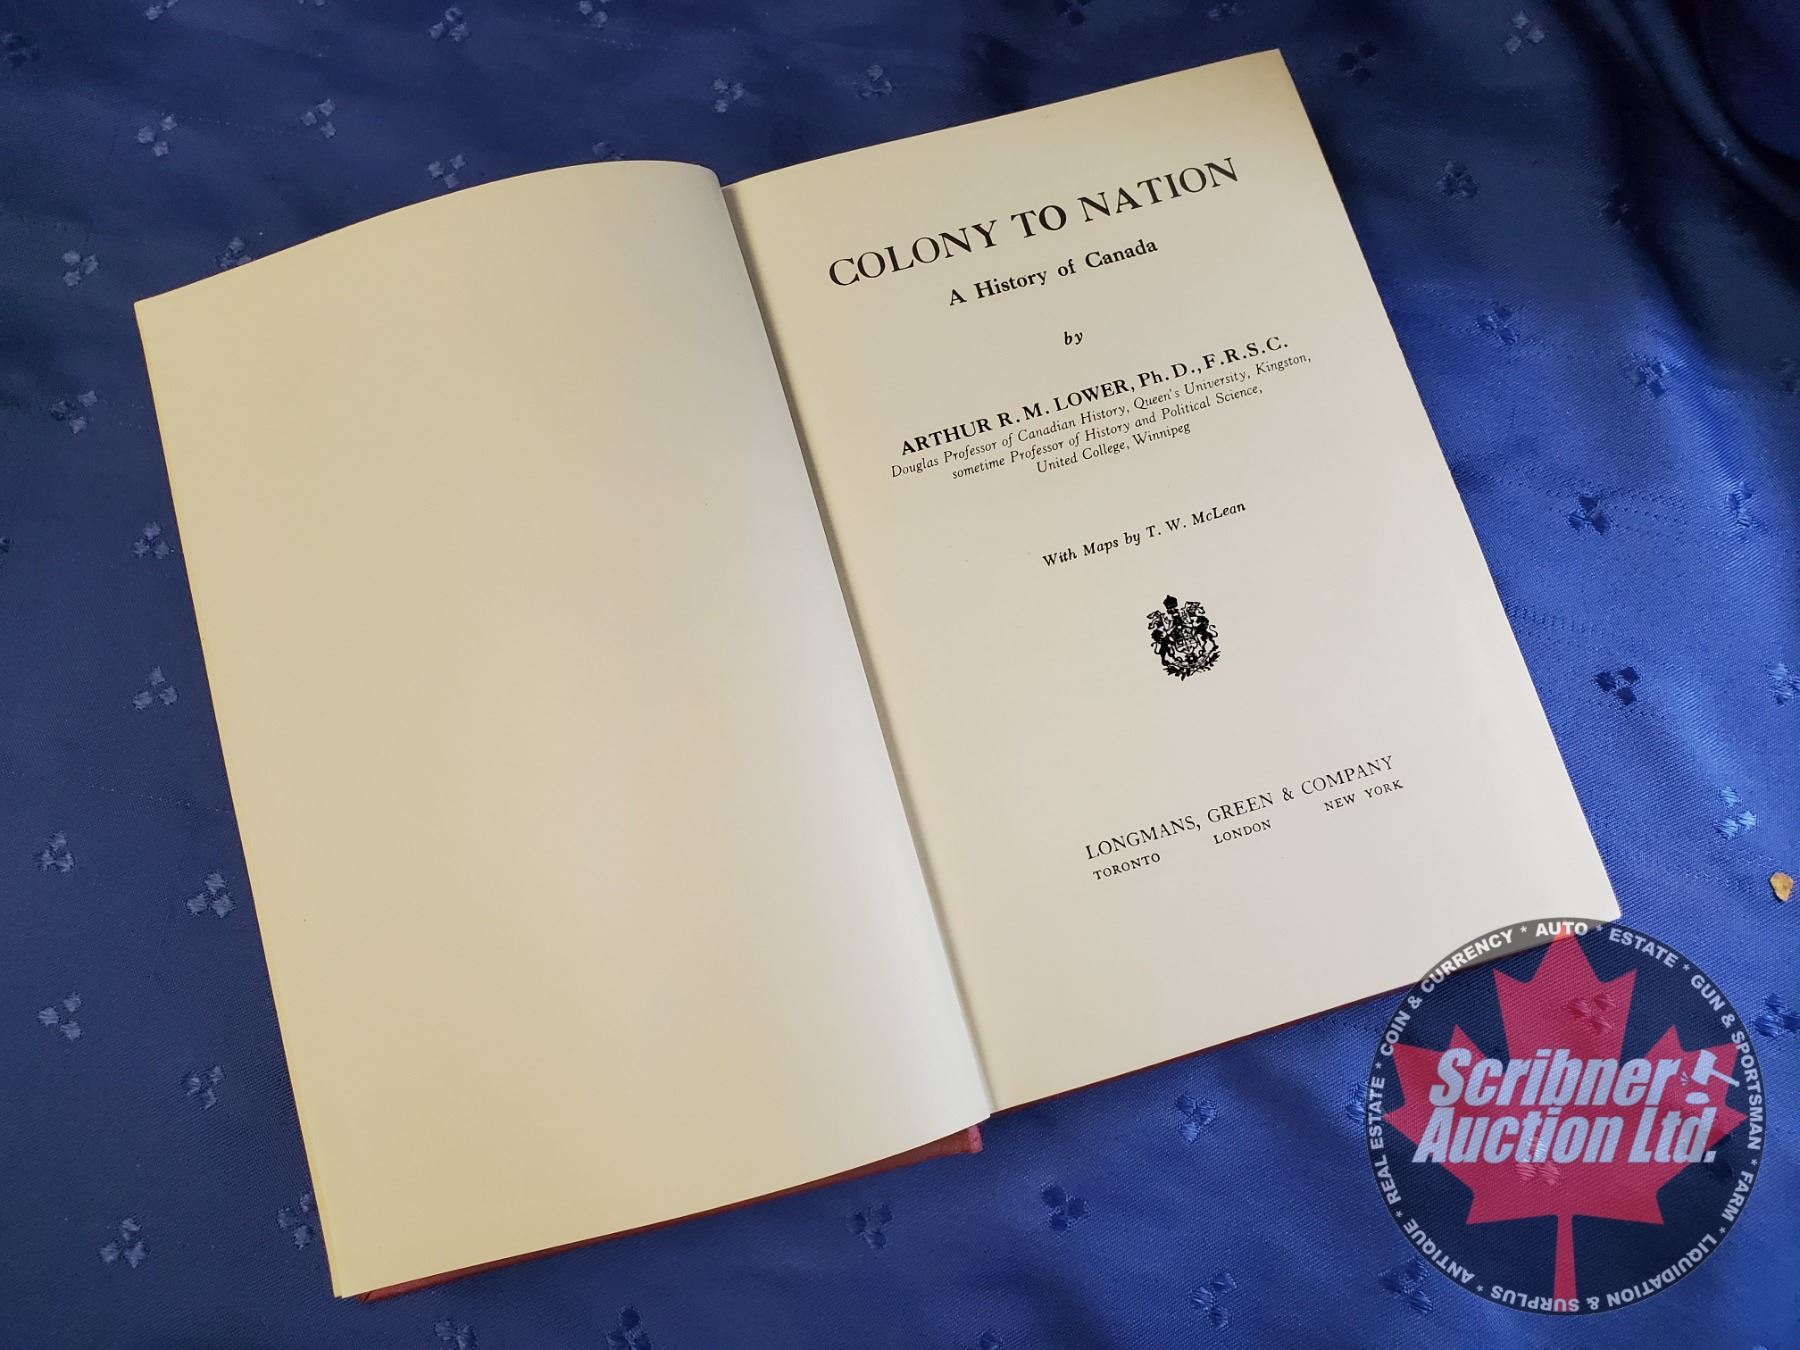 COLONY TO NATION
A History of Canada
by
ARTHUR R. M. LOWER, Ph. D., F. R. S. C.
Douglas Professor of Canadian History, Queen's University, Kingston,
sometime Professor of History and Political Science,
United College, Winnipeg
With Maps by T. W. McLean
LONGMANS, GREEN & COMPANY
TORONTO LONDON NEW YORK
Scribner
Auction Ltd.
* REAL ESTATE * COIN & CURRENCY * AUTO * ESTATE * GUN & SPORTSMAN * FARM * LIQUIDATION & SURPLUS * ANTIQUE